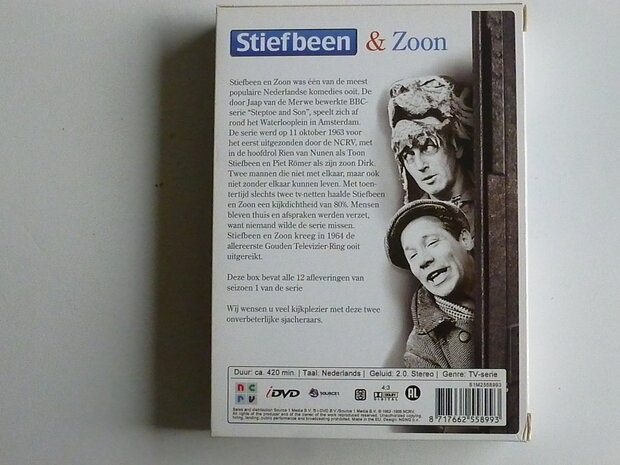 Stiefbeen & Zoon
Stiefbeen en Zoon was één van de meest
populaire Nederlandse komedies ooit. De
door Jaap van de Merwe bewerkte BBC-
serie "Steptoe and Son", speelt zich af
rond het Waterlooplein in Amsterdam.
De serie werd op 11 oktober 1963 voor
het eerst uitgezonden door de NCRV, met
in de hoofdrol Rien van Nunen als Toon
Stiefbeen en Piet Römer als zijn zoon Dirk.
Twee mannen die niet met elkaar, maar ook
niet zonder elkaar kunnen leven. Met toen-
tertijd slechts twee tv-netten haalde Stiefbeen
en Zoon een kijkdichtheid van 80%. Mensen
bleven thuis en afspraken werden verzet,
want niemand wilde de serie missen.
Stiefbeen en Zoon kreeg in 1964 de
allereerste Gouden Televizier-Ring ooit
uitgereikt.
Deze box bevat alle 12 afleveringen van
seizoen 1 van de serie
Wij wensen u veel kijkplezier met deze twee
onverbeterlijke sjacheraars.
Duur: ca. 420 min. | Taal: Nederlands | Geluid: 2.0. Stereo | Genre: TV-serie
nc
rv
iDVD
SOURCE1
4:3
DOLBY
DIGITAL
AL
S1M2558993
8 717662 558993